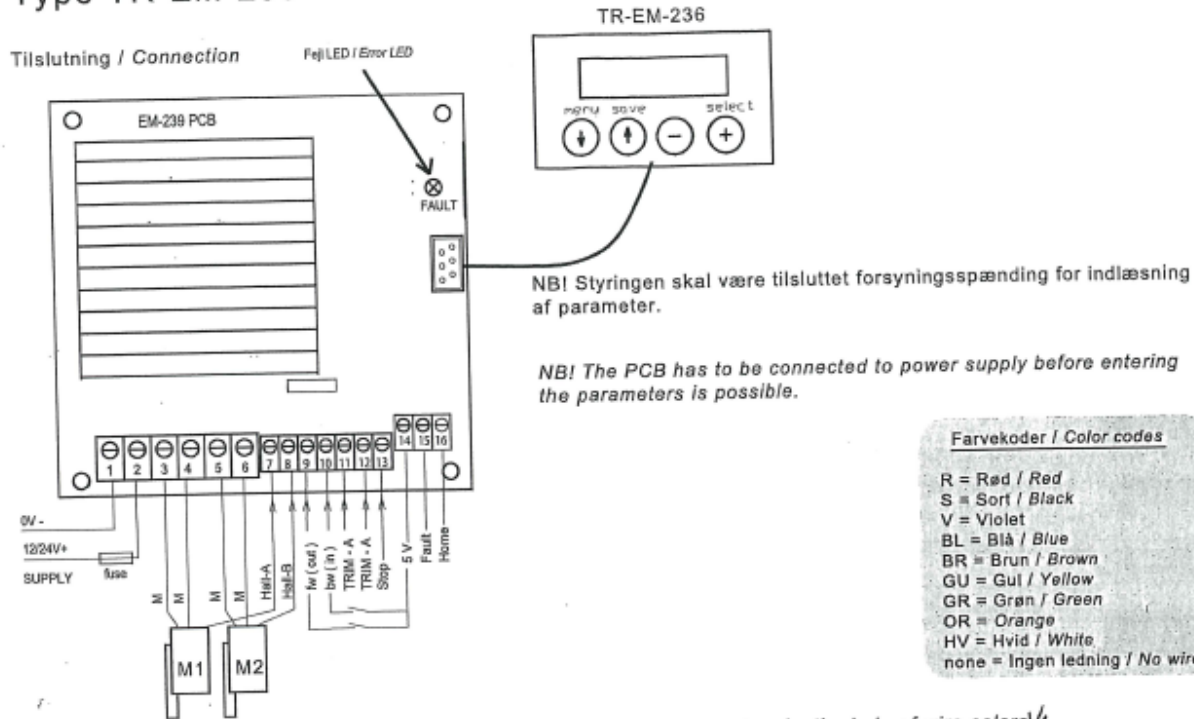 TR-EM-236
Tilslutning / Connection
Fejl LED / Error LED
menu save select
EM-239 PCB
FAULT
NB! Styringen skal være tilsluttet forsyningsspænding for indlæsning
af parameter.
NB! The PCB has to be connected to power supply before entering
the parameters is possible.
Farvekoder / Color codes
R = Rød / Red
S = Sort / Black
V = Violet
BL = Blå / Blue
BR = Brun / Brown
GU = Gul / Yellow
GR = Grøn / Green
OR = Orange
HV = Hvid / White
none = Ingen ledning / No wire
1 2 3 4 5 6 7 8 9 10 11 12 13 14 15 16
0V -
12/24V+
SUPPLY
fuse
M
M
M
M
Hall-A
Hall-B
fw ( out )
bw ( in )
TRIM - A
TRIM - A
Stop
5 V
Fault
Home
M1
M2